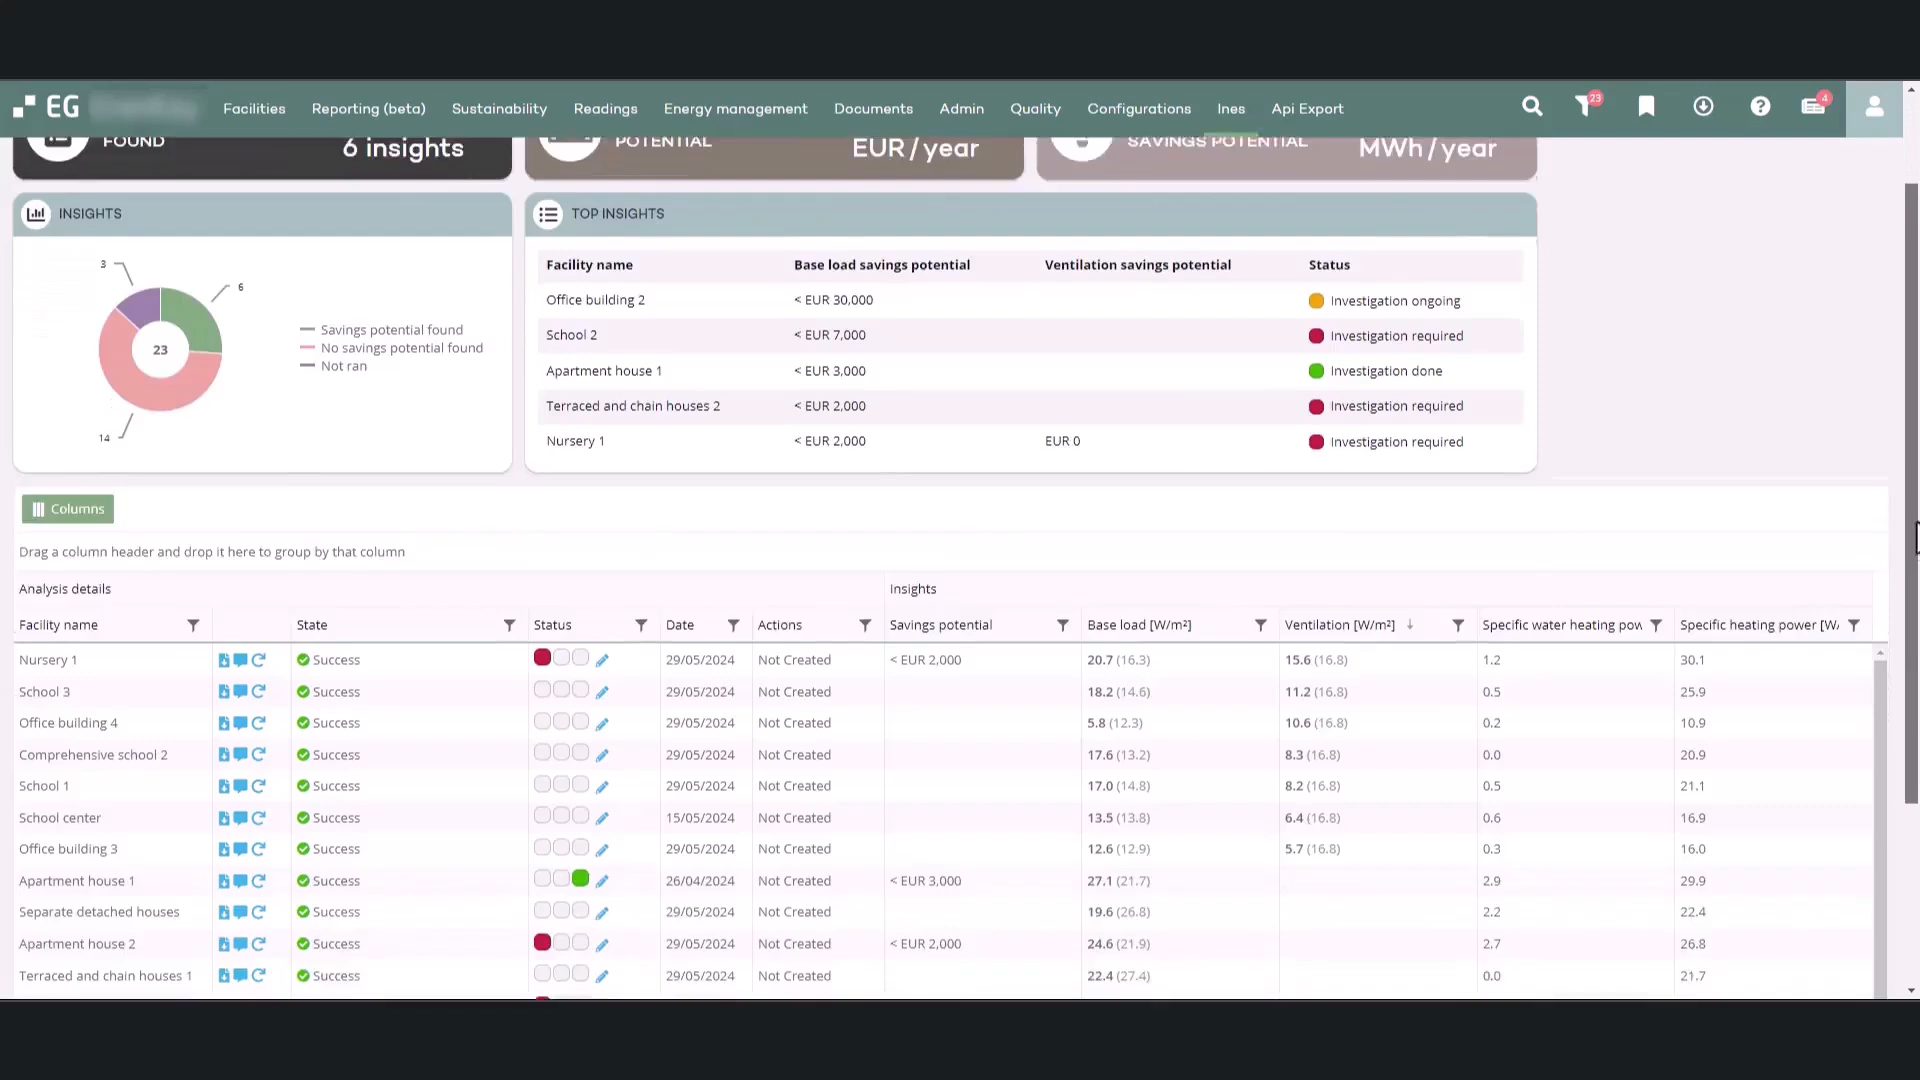 EG
Facilities Reporting (beta) Sustainability Readings Energy management Documents Admin Quality Configurations Ines Api Export 23 4
FOUND 6 insights
POTENTIAL EUR / year
SAVINGS POTENTIAL MWh / year
INSIGHTS
3
6
23
14
Savings potential found
No savings potential found
Not ran
TOP INSIGHTS
Facility name Base load savings potential Ventilation savings potential Status
Office building 2 < EUR 30,000 Investigation ongoing
School 2 < EUR 7,000 Investigation required
Apartment house 1 < EUR 3,000 Investigation done
Terraced and chain houses 2 < EUR 2,000 Investigation required
Nursery 1 < EUR 2,000 EUR 0 Investigation required
Columns
Drag a column header and drop it here to group by that column
Analysis details Insights
Facility name State Status Date Actions Savings potential Base load [W/m²] Ventilation [W/m²] ↓ Specific water heating pow Specific heating power [W/
Nursery 1 Success 29/05/2024 Not Created < EUR 2,000 20.7 (16.3) 15.6 (16.8) 1.2 30.1
School 3 Success 29/05/2024 Not Created 18.2 (14.6) 11.2 (16.8) 0.5 25.9
Office building 4 Success 29/05/2024 Not Created 5.8 (12.3) 10.6 (16.8) 0.2 10.9
Comprehensive school 2 Success 29/05/2024 Not Created 17.6 (13.2) 8.3 (16.8) 0.0 20.9
School 1 Success 29/05/2024 Not Created 17.0 (14.8) 8.2 (16.8) 0.5 21.1
School center Success 15/05/2024 Not Created 13.5 (13.8) 6.4 (16.8) 0.6 16.9
Office building 3 Success 29/05/2024 Not Created 12.6 (12.9) 5.7 (16.8) 0.3 16.0
Apartment house 1 Success 26/04/2024 Not Created < EUR 3,000 27.1 (21.7) 2.9 29.9
Separate detached houses Success 29/05/2024 Not Created 19.6 (26.8) 2.2 22.4
Apartment house 2 Success 29/05/2024 Not Created < EUR 2,000 24.6 (21.9) 2.7 26.8
Terraced and chain houses 1 Success 29/05/2024 Not Created 22.4 (27.4) 0.0 21.7